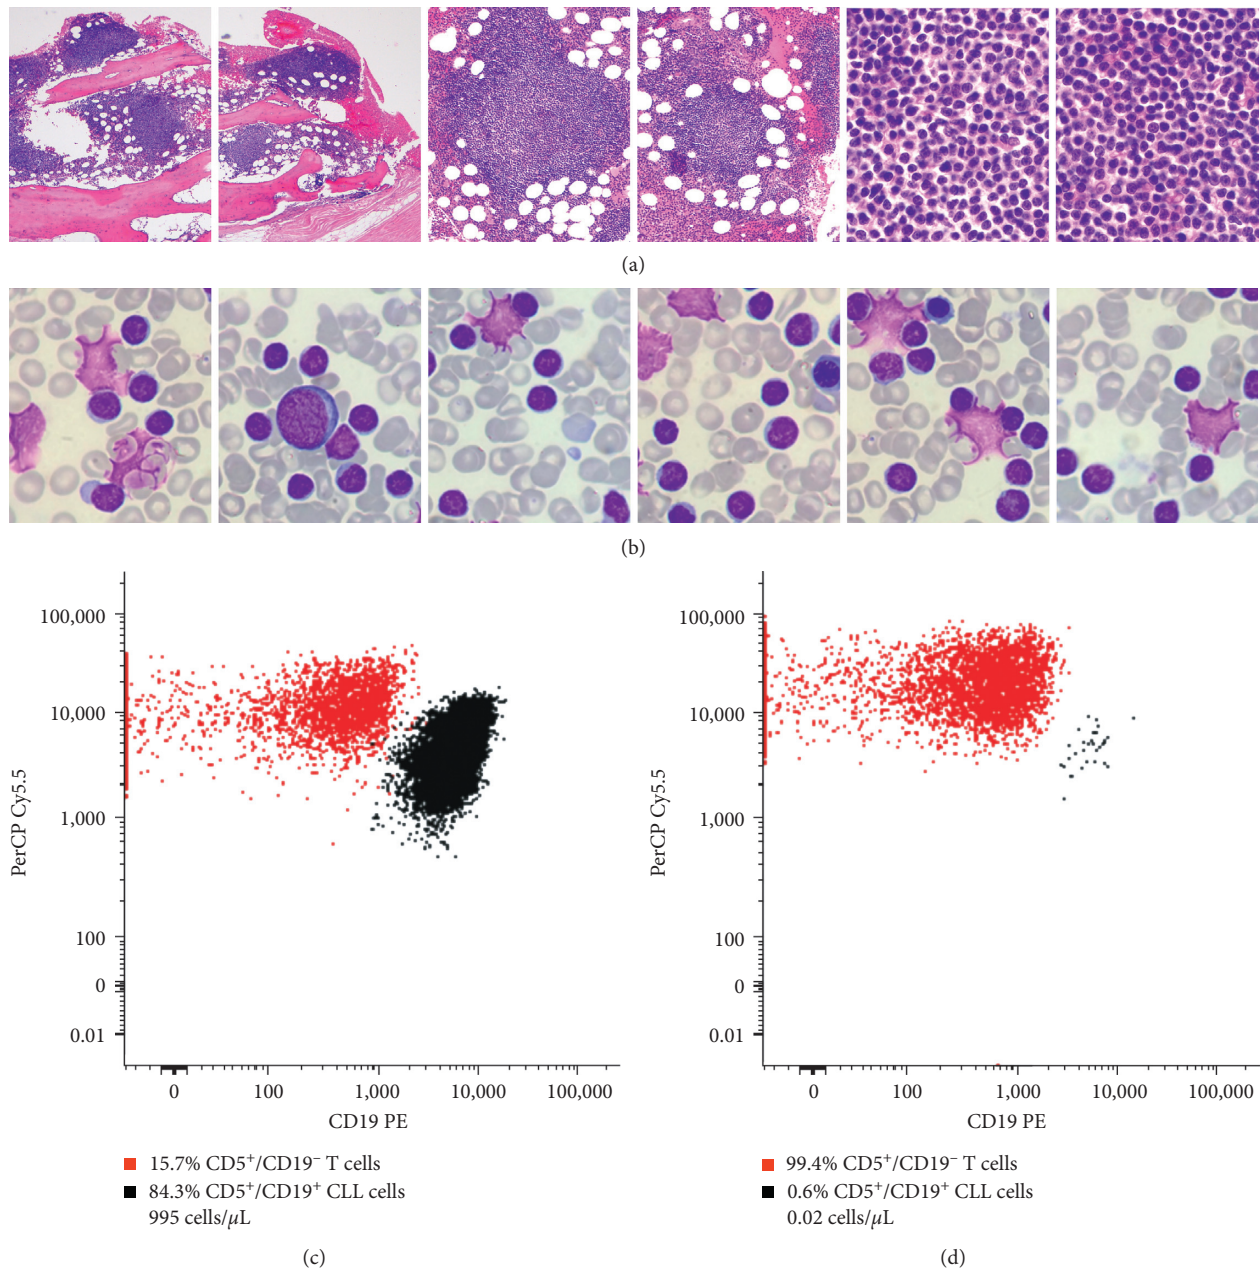 (a)
(b)
100,000
10,000
1,000
100
0
0.01
PerCP Cy5.5
0
100
1,000
10,000
100,000
CD19 PE
15.7% CD5⁺/CD19⁻ T cells
84.3% CD5⁺/CD19⁺ CLL cells
995 cells/μL
(c)
100,000
10,000
1,000
100
0
0.01
PerCP Cy5.5
0
100
1,000
10,000
100,000
CD19 PE
99.4% CD5⁺/CD19⁻ T cells
0.6% CD5⁺/CD19⁺ CLL cells
0.02 cells/μL
(d)